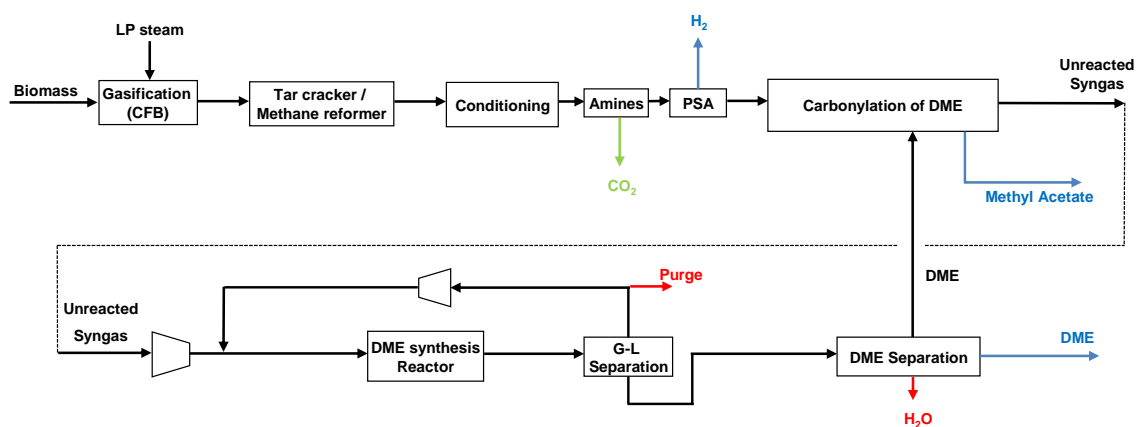 LP steam
H2
Unreacted
Syngas
Biomass
Gasification
(CFB)
Tar cracker /
Methane reformer
Conditioning
Amines
PSA
Carbonylation of DME
CO2
Methyl Acetate
DME
Purge
Unreacted
Syngas
DME synthesis
Reactor
G-L
Separation
DME Separation
DME
H2O